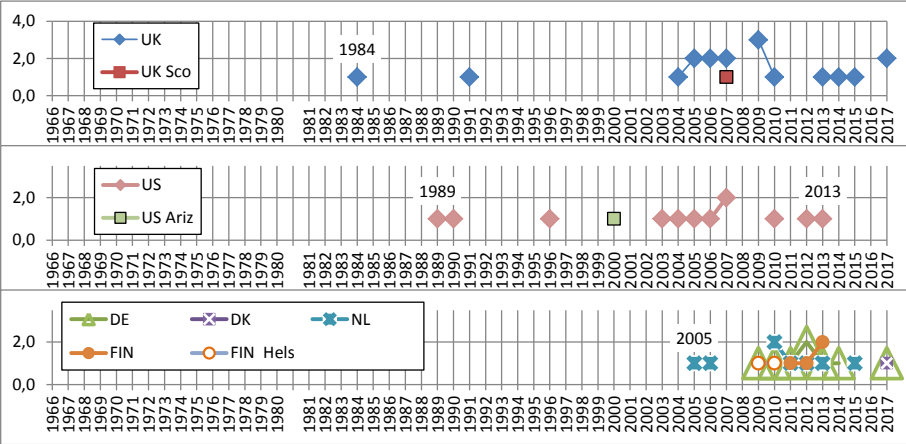 4,0
2,0
0,0
UK
UK Sco
1984
1966 1967 1968 1969 1970 1971 1972 1973 1974 1975 1976 1977 1978 1979 1980 1981 1982 1983 1984 1985 1986 1987 1988 1989 1990 1991 1992 1993 1994 1995 1996 1997 1998 1999 2000 2001 2002 2003 2004 2005 2006 2007 2008 2009 2010 2011 2012 2013 2014 2015 2016 2017
2,0
0,0
US
US Ariz
1989
2013
1966 1967 1968 1969 1970 1971 1972 1973 1974 1975 1976 1977 1978 1979 1980 1981 1982 1983 1984 1985 1986 1987 1988 1989 1990 1991 1992 1993 1994 1995 1996 1997 1998 1999 2000 2001 2002 2003 2004 2005 2006 2007 2008 2009 2010 2011 2012 2013 2014 2015 2016 2017
2,0
0,0
DE DK NL
FIN FIN Hels
2005
1966 1967 1968 1969 1970 1971 1972 1973 1974 1975 1976 1977 1978 1979 1980 1981 1982 1983 1984 1985 1986 1987 1988 1989 1990 1991 1992 1993 1994 1995 1996 1997 1998 1999 2000 2001 2002 2003 2004 2005 2006 2007 2008 2009 2010 2011 2012 2013 2014 2015 2016 2017